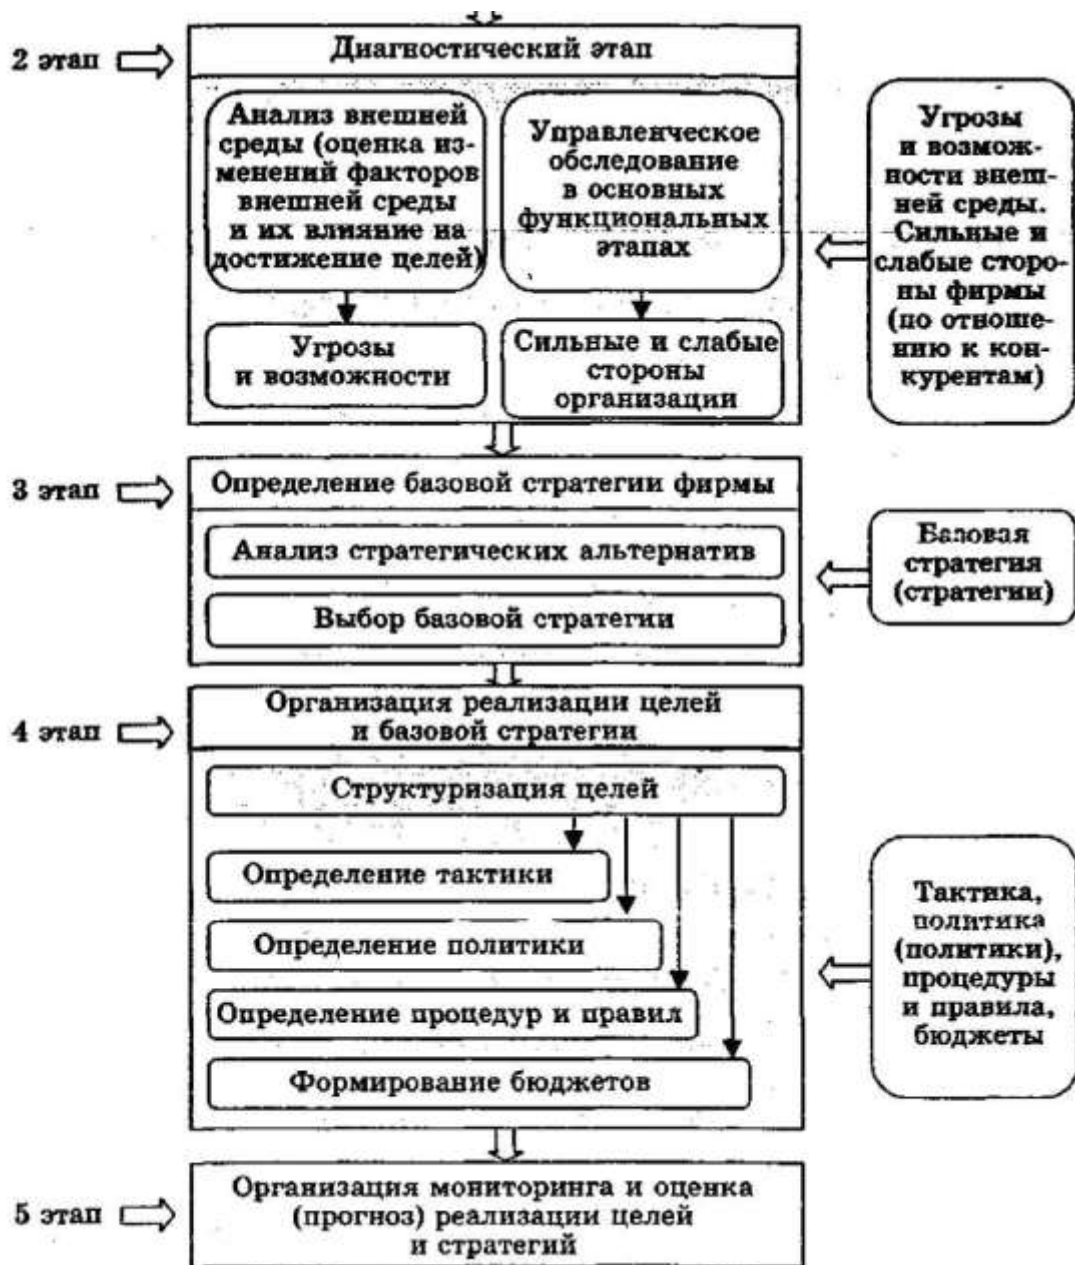 2 этап
Диагностический этап
Анализ внешней
среды (оценка из-
менений факторов
внешней среды
и их влияние на
достижение целей)
Управленческое
обследование
в основных
функциональных
этапах
Угрозы
и возможности
Сильные и слабые
стороны
организации
Угрозы
и возмож-
ности внеш-
ней среды.
Сильные и
слабые сторо-
ны фирмы
(по отноше-
нию к кон-
курентам)
3 этап
Определение базовой стратегии фирмы
Анализ стратегических альтернатив
Выбор базовой стратегии
Базовая
стратегия
(стратегии)
4 этап
Организация реализации целей
и базовой стратегии
Структуризация целей
Определение тактики
Определение политики
Определение процедур и правил
Формирование бюджетов
Тактика,
политика
(политики),
процедуры
и правила,
бюджеты
5 этап
Организация мониторинга и оценка
(прогноз) реализации целей
и стратегий